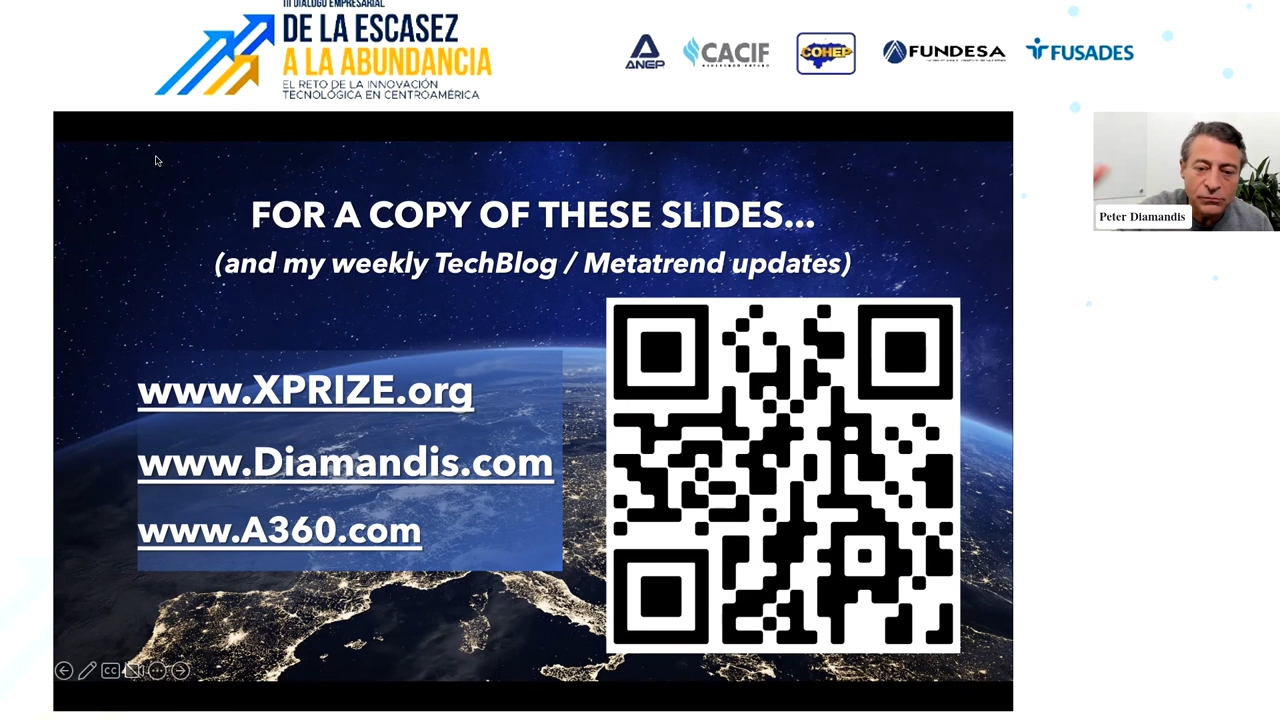 III DIÁLOGO EMPRESARIAL
DE LA ESCASEZ
A LA ABUNDANCIA
EL RETO DE LA INNOVACIÓN
TECNOLÓGICA EN CENTROAMÉRICA
ANEP
CACIF
COHEP
FUNDESA
FUSADES
Peter Diamandis
FOR A COPY OF THESE SLIDES...
(and my weekly TechBlog / Metatrend updates)
www.XPRIZE.org
www.Diamandis.com
www.A360.com
CC